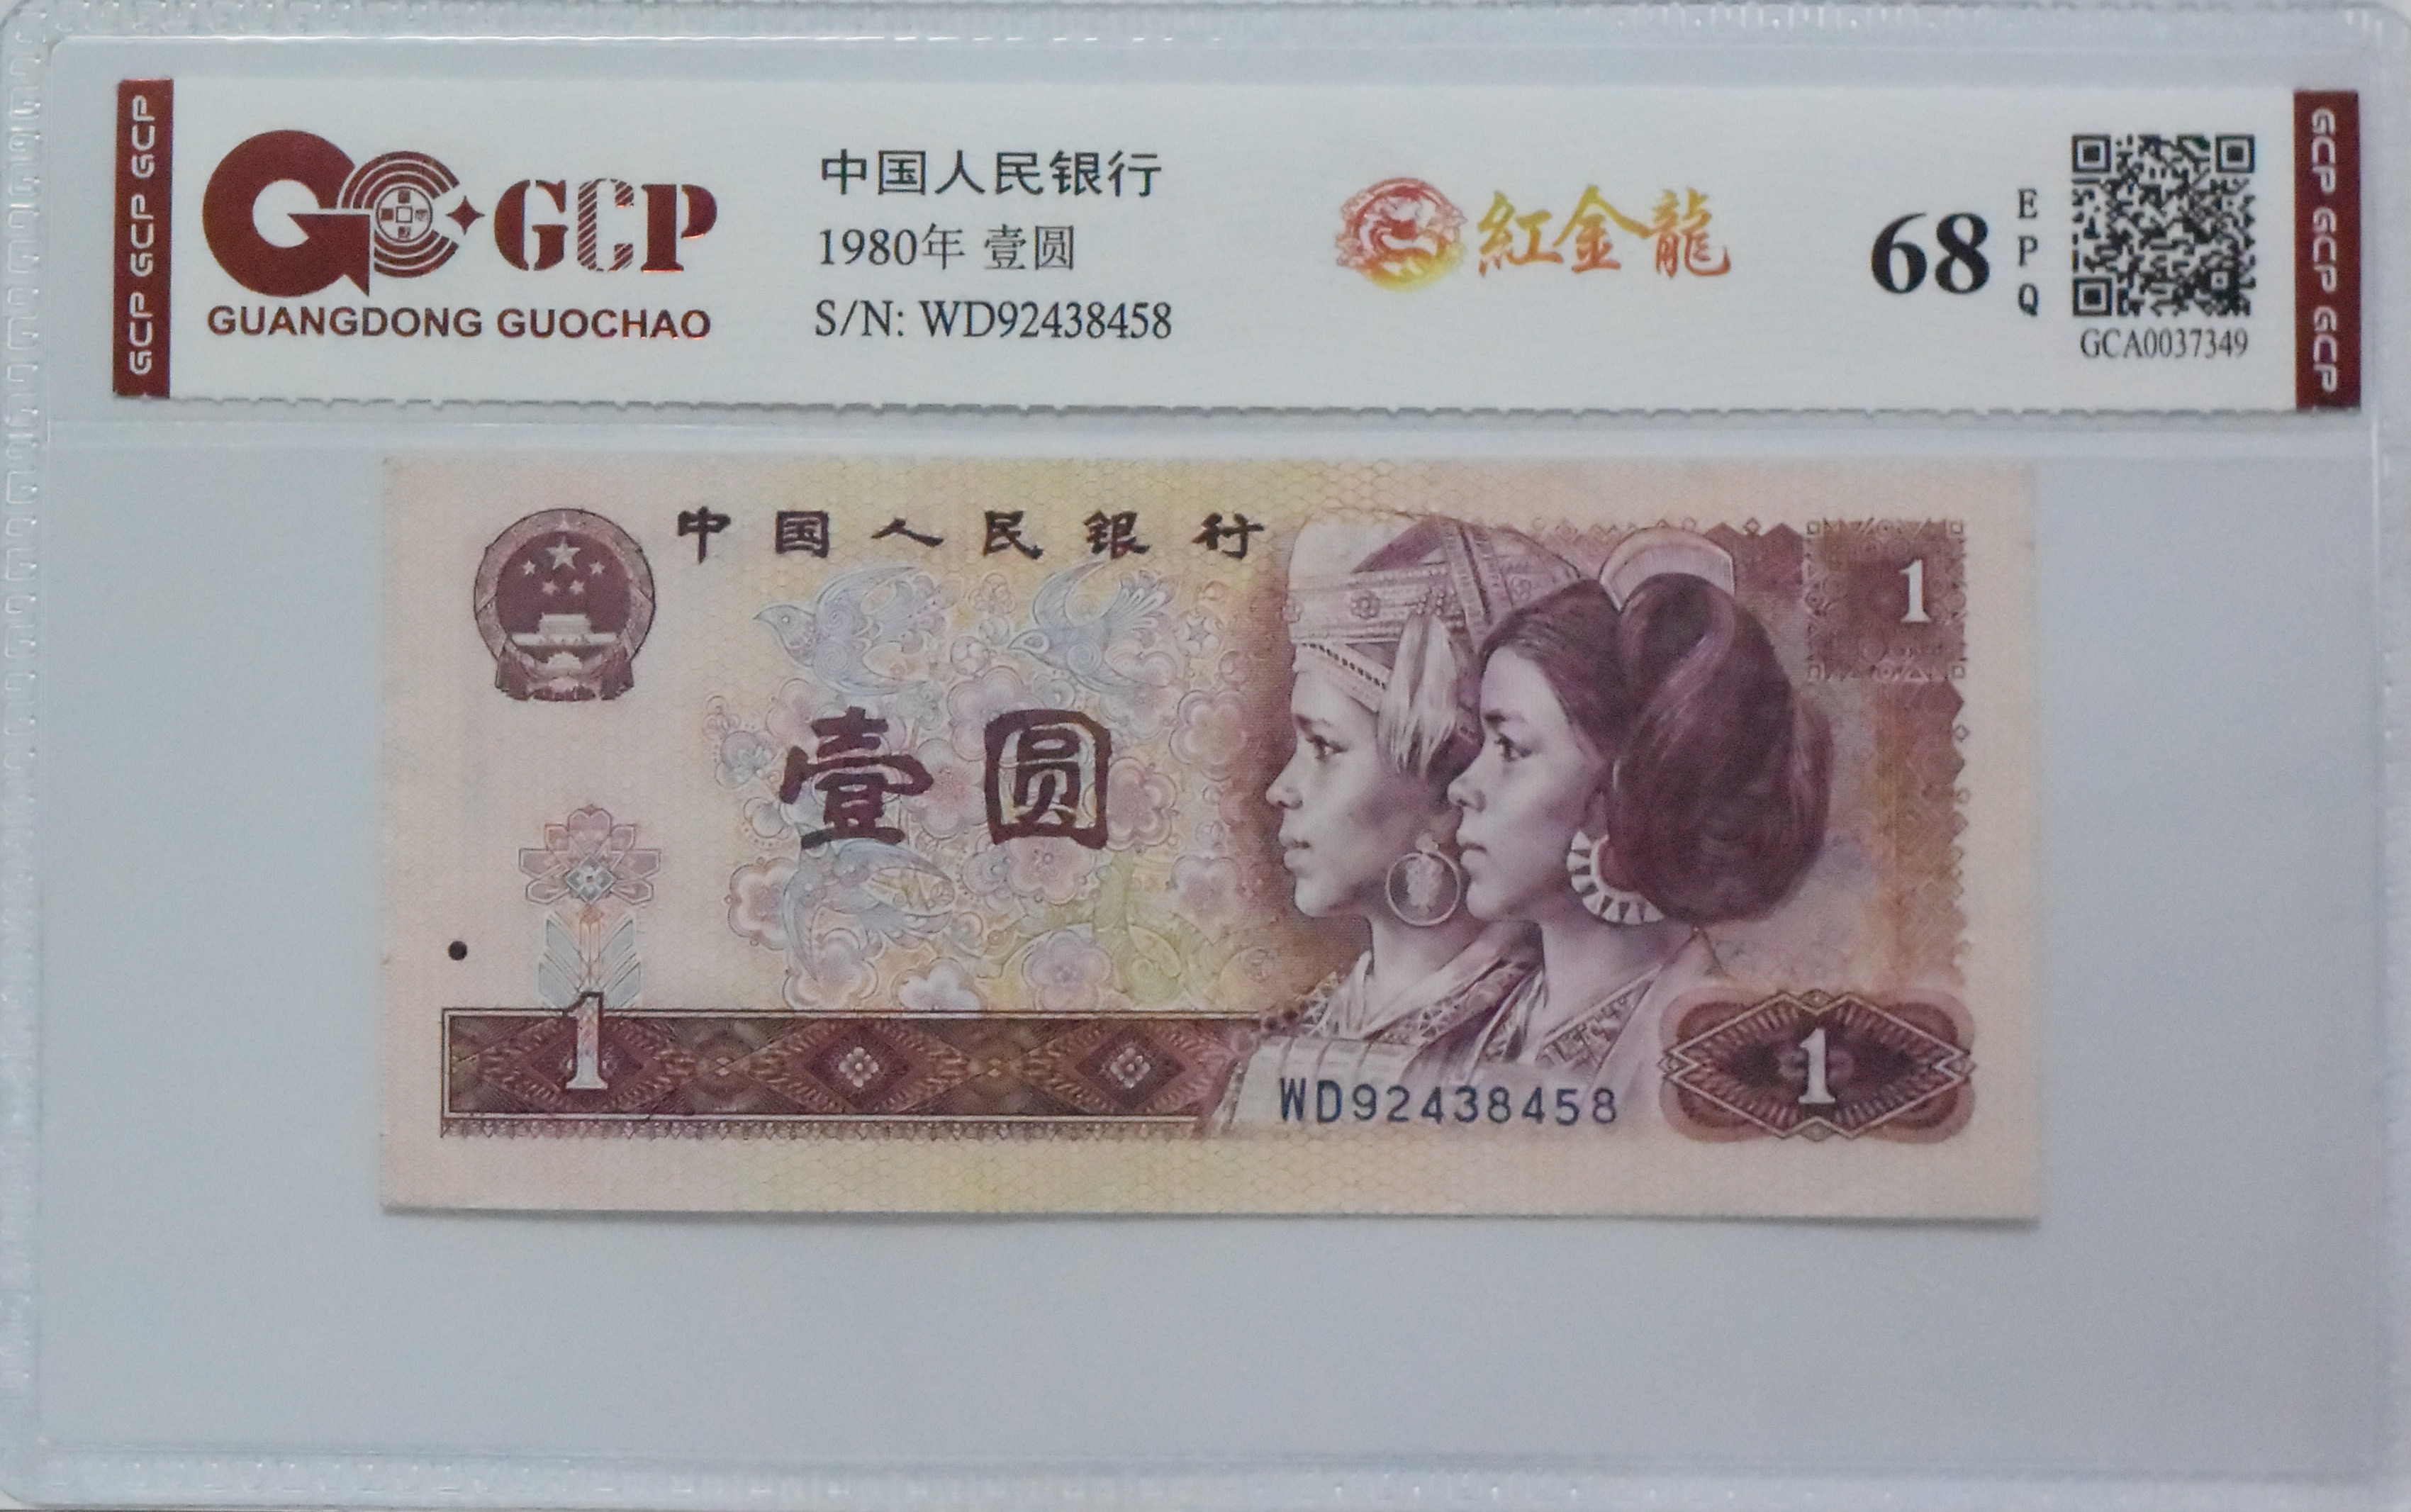 GCP GCP GCP
GCP
GUANGDONG GUOCHAO
中国人民银行
1980年 壹圆
S/N: WD92438458
紅金龍
68
EPQ
GCA0037349
GCP GCP GCP
中国人民银行
1
壹圆
1
WD92438458
1